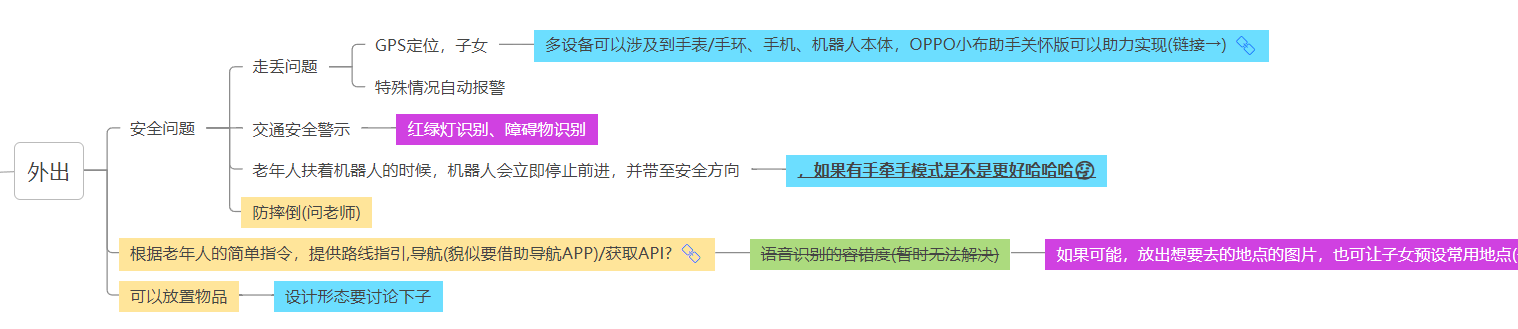 GPS定位，子女
多设备可以涉及到手表/手环、手机、机器人本体，OPPO小布助手关怀版可以助力实现(链接→)
走丢问题
特殊情况自动报警
安全问题
交通安全警示
红绿灯识别、障碍物识别
外出
老年人扶着机器人的时候，机器人会立即停止前进，并带至安全方向
，如果有手牵手模式是不是更好哈哈哈
防摔倒(问老师)
根据老年人的简单指令，提供路线指引,导航(貌似要借助导航APP)/获取API？
语音识别的容错度(暂时无法解决)
如果可能，放出想要去的地点的图片，也可让子女预设常用地点(
可以放置物品
设计形态要讨论下子